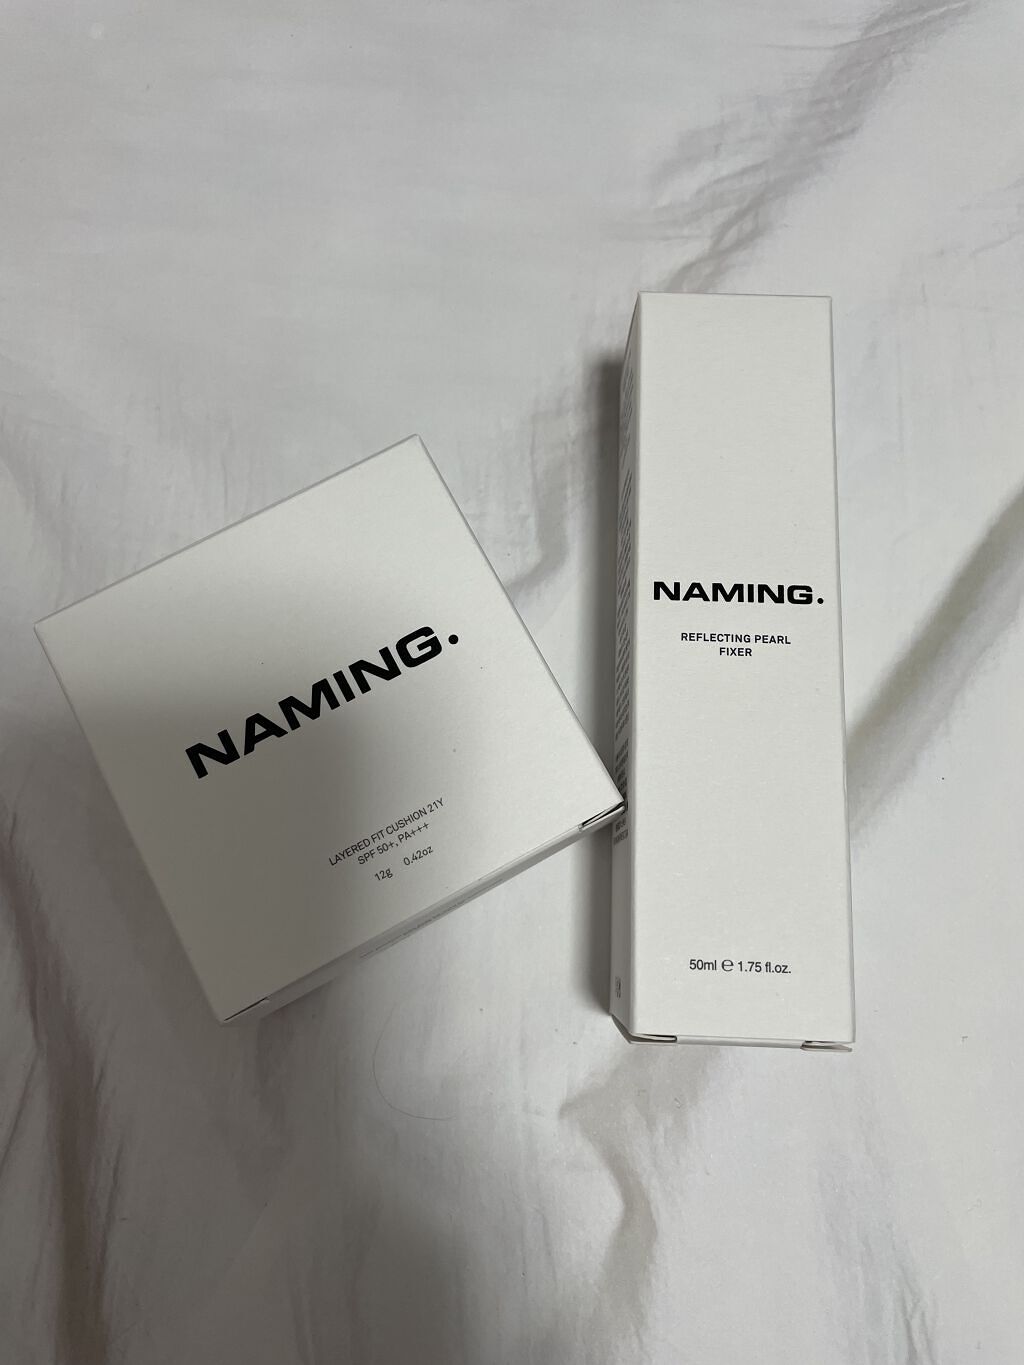 NAMING.
LAYERED FIT CUSHION 21Y
SPF 50+, PA+++
12g 0.42oz
NAMING.
REFLECTING PEARL
FIXER
50ml ℮ 1.75 fl.oz.